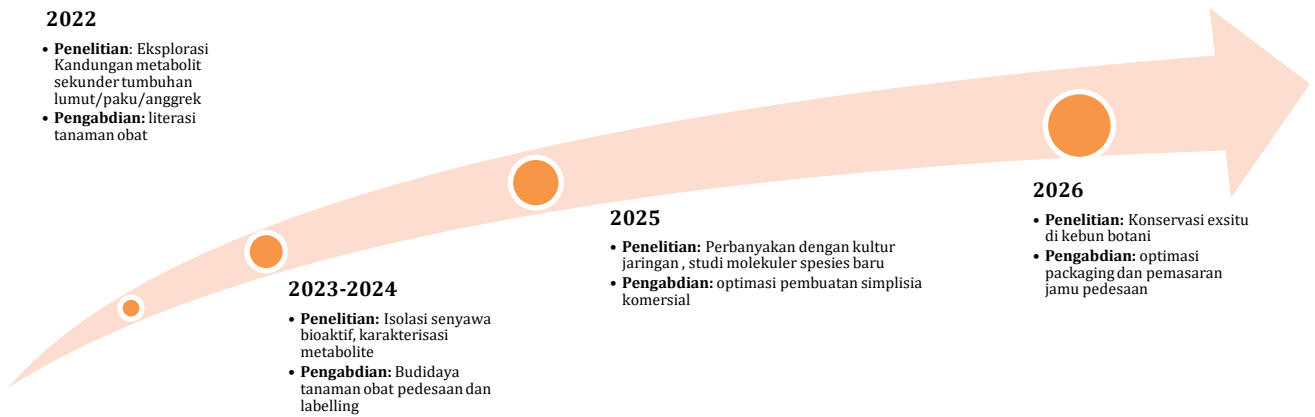 2022
• Penelitian: Eksplorasi
Kandungan metabolit
sekunder tumbuhan
lumut/paku/anggrek
• Pengabdian: literasi
tanaman obat
2023-2024
• Penelitian: Isolasi senyawa
bioaktif, karakterisasi
metabolite
• Pengabdian: Budidaya
tanaman obat pedesaan dan
labelling
2025
• Penelitian: Perbanyakan dengan kultur
jaringan , studi molekuler spesies baru
• Pengabdian: optimasi pembuatan simplisia
komersial
2026
• Penelitian: Konservasi exsitu
di kebun botani
• Pengabdian: optimasi
packaging dan pemasaran
jamu pedesaan